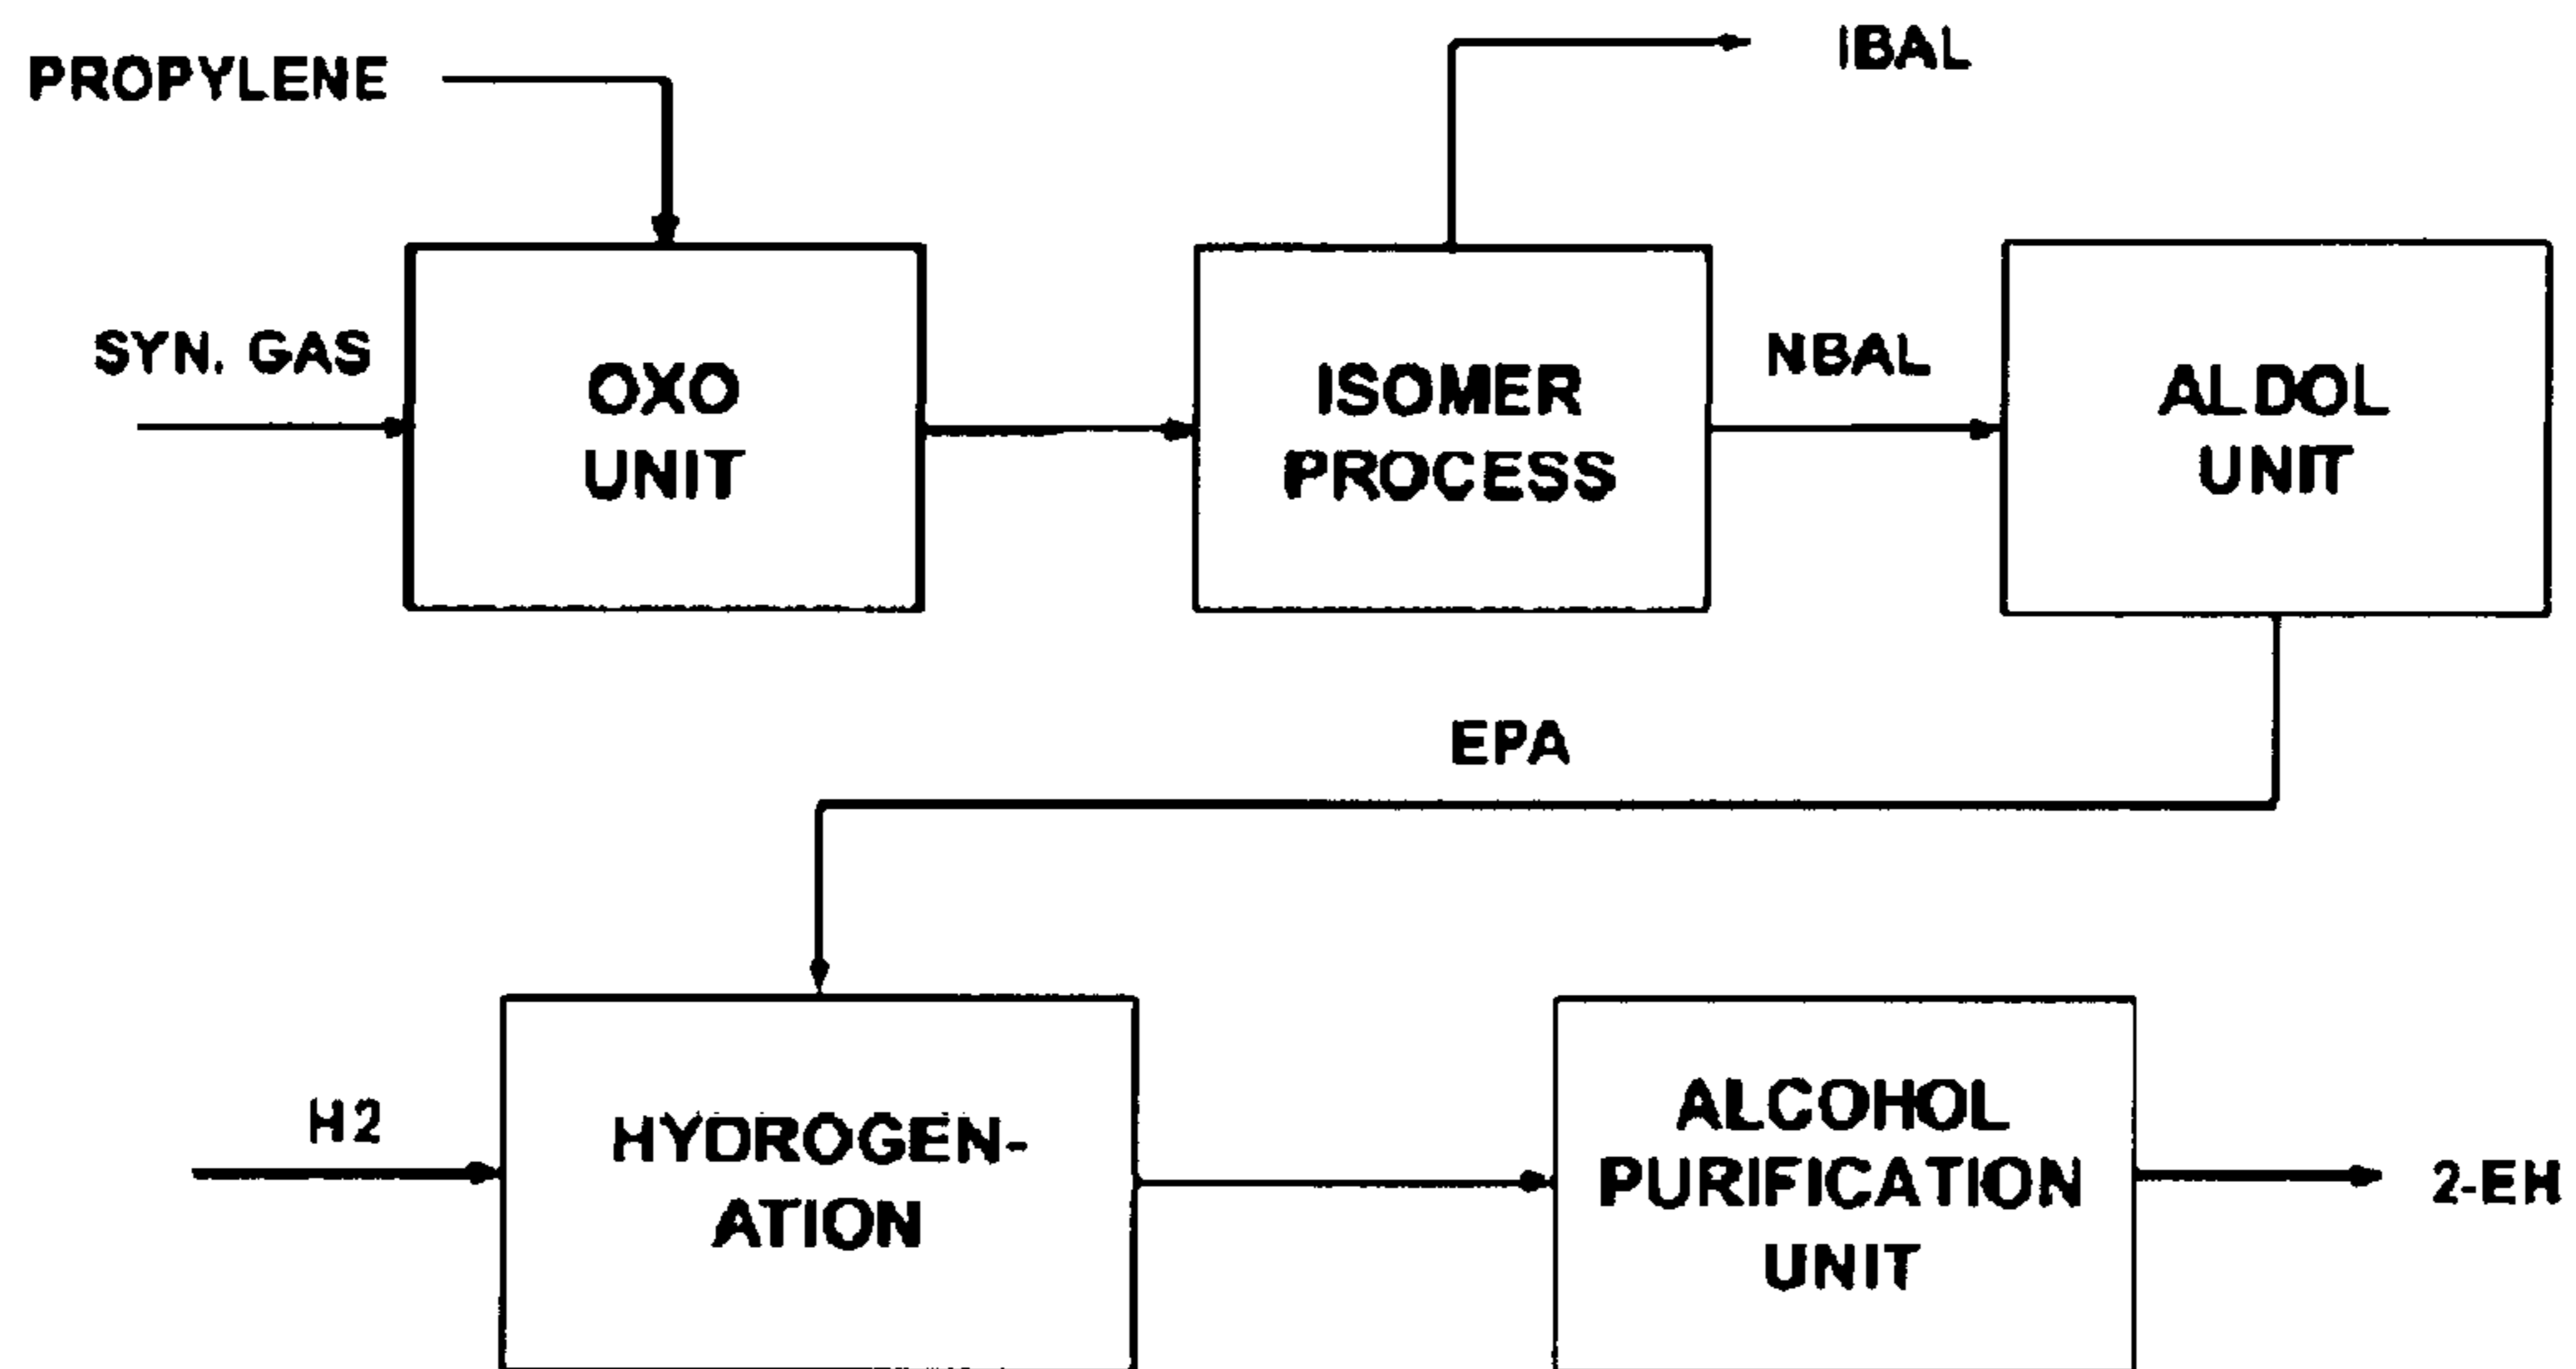 PROPYLENE
IBAL
SYN. GAS
OXO
UNIT
ISOMER
PROCESS
NBAL
ALDOL
UNIT
EPA
H2
HYDROGEN-
ATION
ALCOHOL
PURIFICATION
UNIT
2-EH